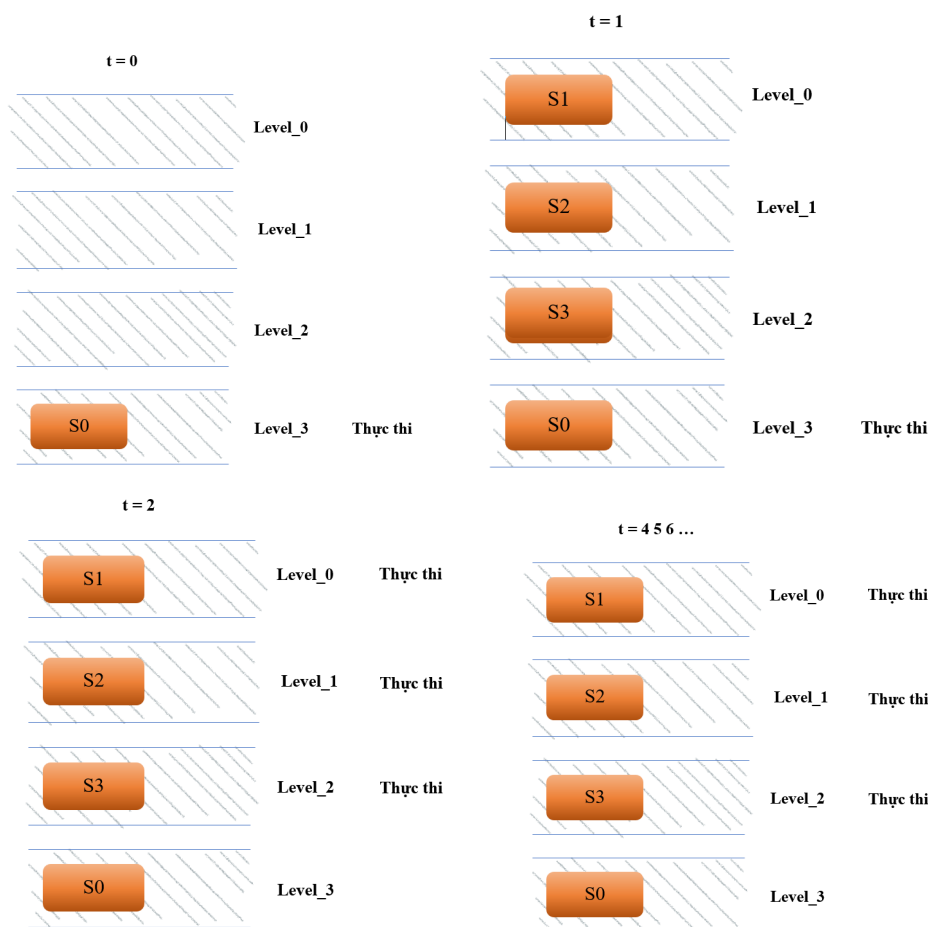 t = 0
Level_0
Level_1
Level_2
S0 Level_3 Thực thi
t = 1
S1 Level_0
S2 Level_1
S3 Level_2
S0 Level_3 Thực thi
t = 2
S1 Level_0 Thực thi
S2 Level_1 Thực thi
S3 Level_2 Thực thi
S0 Level_3
t = 4 5 6 ...
S1 Level_0 Thực thi
S2 Level_1 Thực thi
S3 Level_2 Thực thi
S0 Level_3